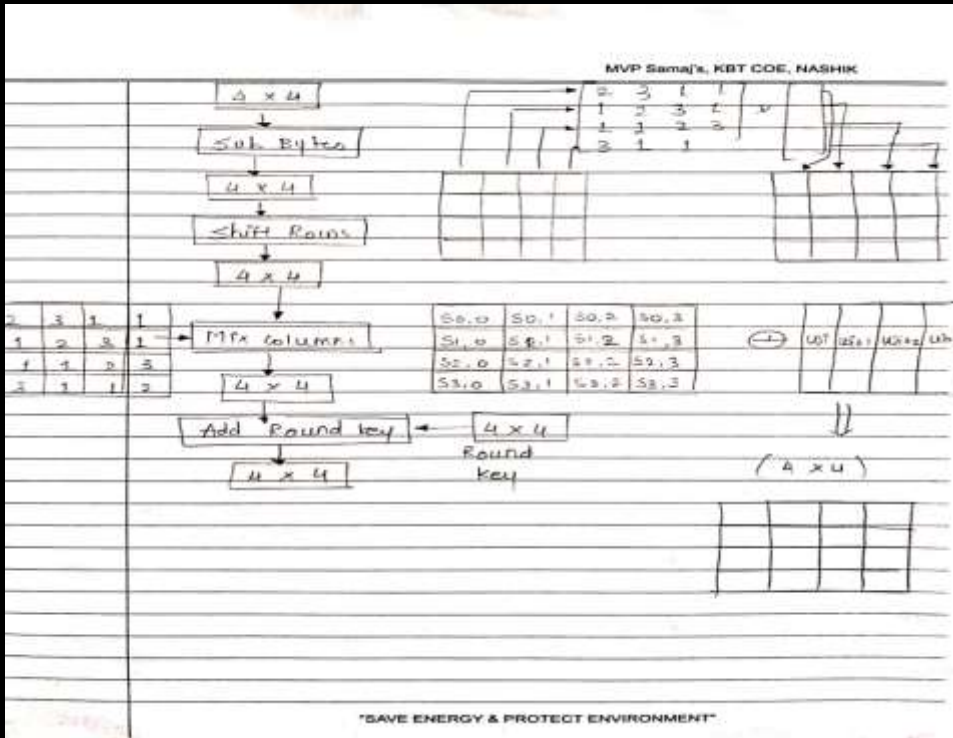 MVP Samaj's, KBT COE, NASHIK
4 x 4
Sub Bytes
4 x 4
Shift Rows
4 x 4
Mix Columns
4 x 4
Add Round key
4 x 4
Round
key
4 x 4
2 3 1 1
1 2 3 1
1 1 2 3
3 1 1 2
2 3 1 1
1 2 3 1
1 1 2 3
3 1 1
S0,0 S0,1 S0,2 S0,3
S1,0 S1,1 S1,2 S1,3
S2,0 S2,1 S2,2 S2,3
S3,0 S3,1 S3,2 S3,3
(4 x 4)
"SAVE ENERGY & PROTECT ENVIRONMENT"